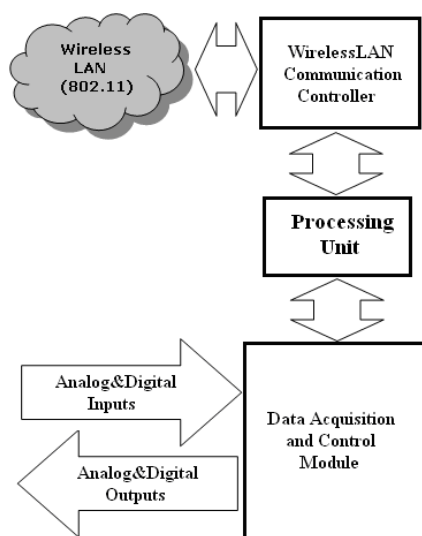 Wireless
LAN
(802.11)
WirelessLAN
Communication
Controller
Processing
Unit
Analog&Digital
Inputs
Data Acquisition
and Control
Module
Analog&Digital
Outputs